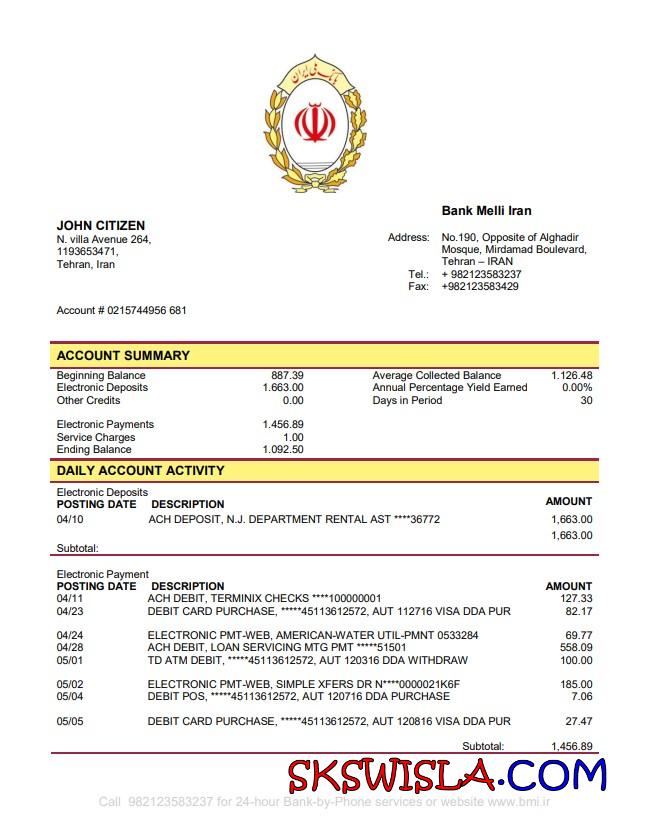 بانک ملی ایران
Bank Melli Iran
JOHN CITIZEN
N. villa Avenue 264,
1193653471,
Tehran, Iran
Address: No.190, Opposite of Alghadir
Mosque, Mirdamad Boulevard,
Tehran – IRAN
Tel.: + 982123583237
Fax: +982123583429
Account # 0215744956 681
ACCOUNT SUMMARY
Beginning Balance 887.39 Average Collected Balance 1.126.48
Electronic Deposits 1.663.00 Annual Percentage Yield Earned 0.00%
Other Credits 0.00 Days in Period 30
Electronic Payments 1.456.89
Service Charges 1.00
Ending Balance 1.092.50
DAILY ACCOUNT ACTIVITY
Electronic Deposits
POSTING DATE DESCRIPTION AMOUNT
04/10 ACH DEPOSIT, N.J. DEPARTMENT RENTAL AST ****36772 1,663.00
1,663.00
Subtotal:
Electronic Payment
POSTING DATE DESCRIPTION AMOUNT
04/11 ACH DEBIT, TERMINIX CHECKS ****100000001 127.33
04/23 DEBIT CARD PURCHASE, *****45113612572, AUT 112716 VISA DDA PUR 82.17
04/24 ELECTRONIC PMT-WEB, AMERICAN-WATER UTIL-PMNT 0533284 69.77
04/28 ACH DEBIT, LOAN SERVICING MTG PMT *****51501 558.09
05/01 TD ATM DEBIT, *****45113612572, AUT 120316 DDA WITHDRAW 100.00
05/02 ELECTRONIC PMT-WEB, SIMPLE XFERS DR N****0000021K6F 185.00
05/04 DEBIT POS, *****45113612572, AUT 120716 DDA PURCHASE 7.06
05/05 DEBIT CARD PURCHASE, *****45113612572, AUT 120816 VISA DDA PUR 27.47
Subtotal: 1,456.89
SKSWISLA.COM
Call 982123583237 for 24-hour Bank-by-Phone services or website www.bmi.ir